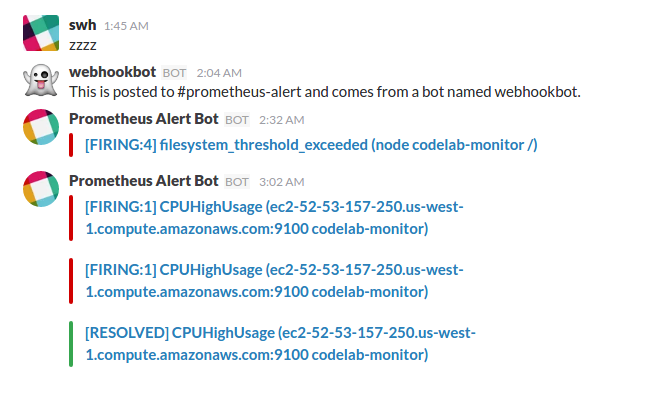 swh 1:45 AM
zzzz
webhookbot BOT 2:04 AM
This is posted to #prometheus-alert and comes from a bot named webhookbot.
Prometheus Alert Bot BOT 2:32 AM
[FIRING:4] filesystem_threshold_exceeded (node codelab-monitor /)
Prometheus Alert Bot BOT 3:02 AM
[FIRING:1] CPUHighUsage (ec2-52-53-157-250.us-west-
1.compute.amazonaws.com:9100 codelab-monitor)
[FIRING:1] CPUHighUsage (ec2-52-53-157-250.us-west-
1.compute.amazonaws.com:9100 codelab-monitor)
[RESOLVED] CPUHighUsage (ec2-52-53-157-250.us-west-
1.compute.amazonaws.com:9100 codelab-monitor)